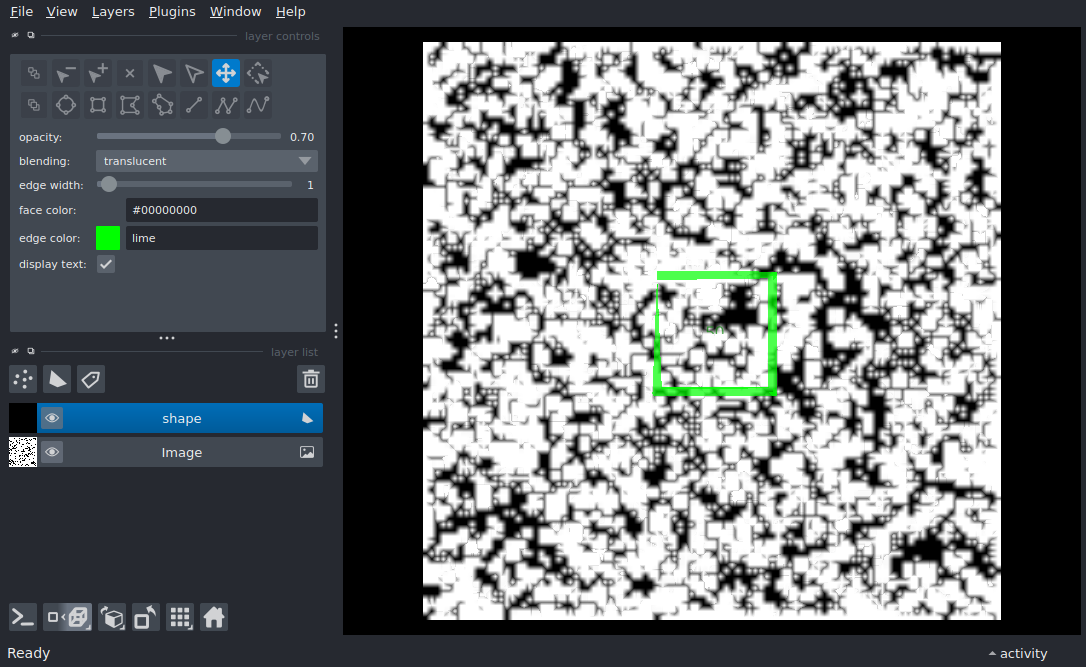 File View Layers Plugins Window Help
layer controls
opacity: 0.70
blending: translucent
edge width: 1
face color: #00000000
edge color: lime
display text:
layer list
shape
Image
Ready
activity